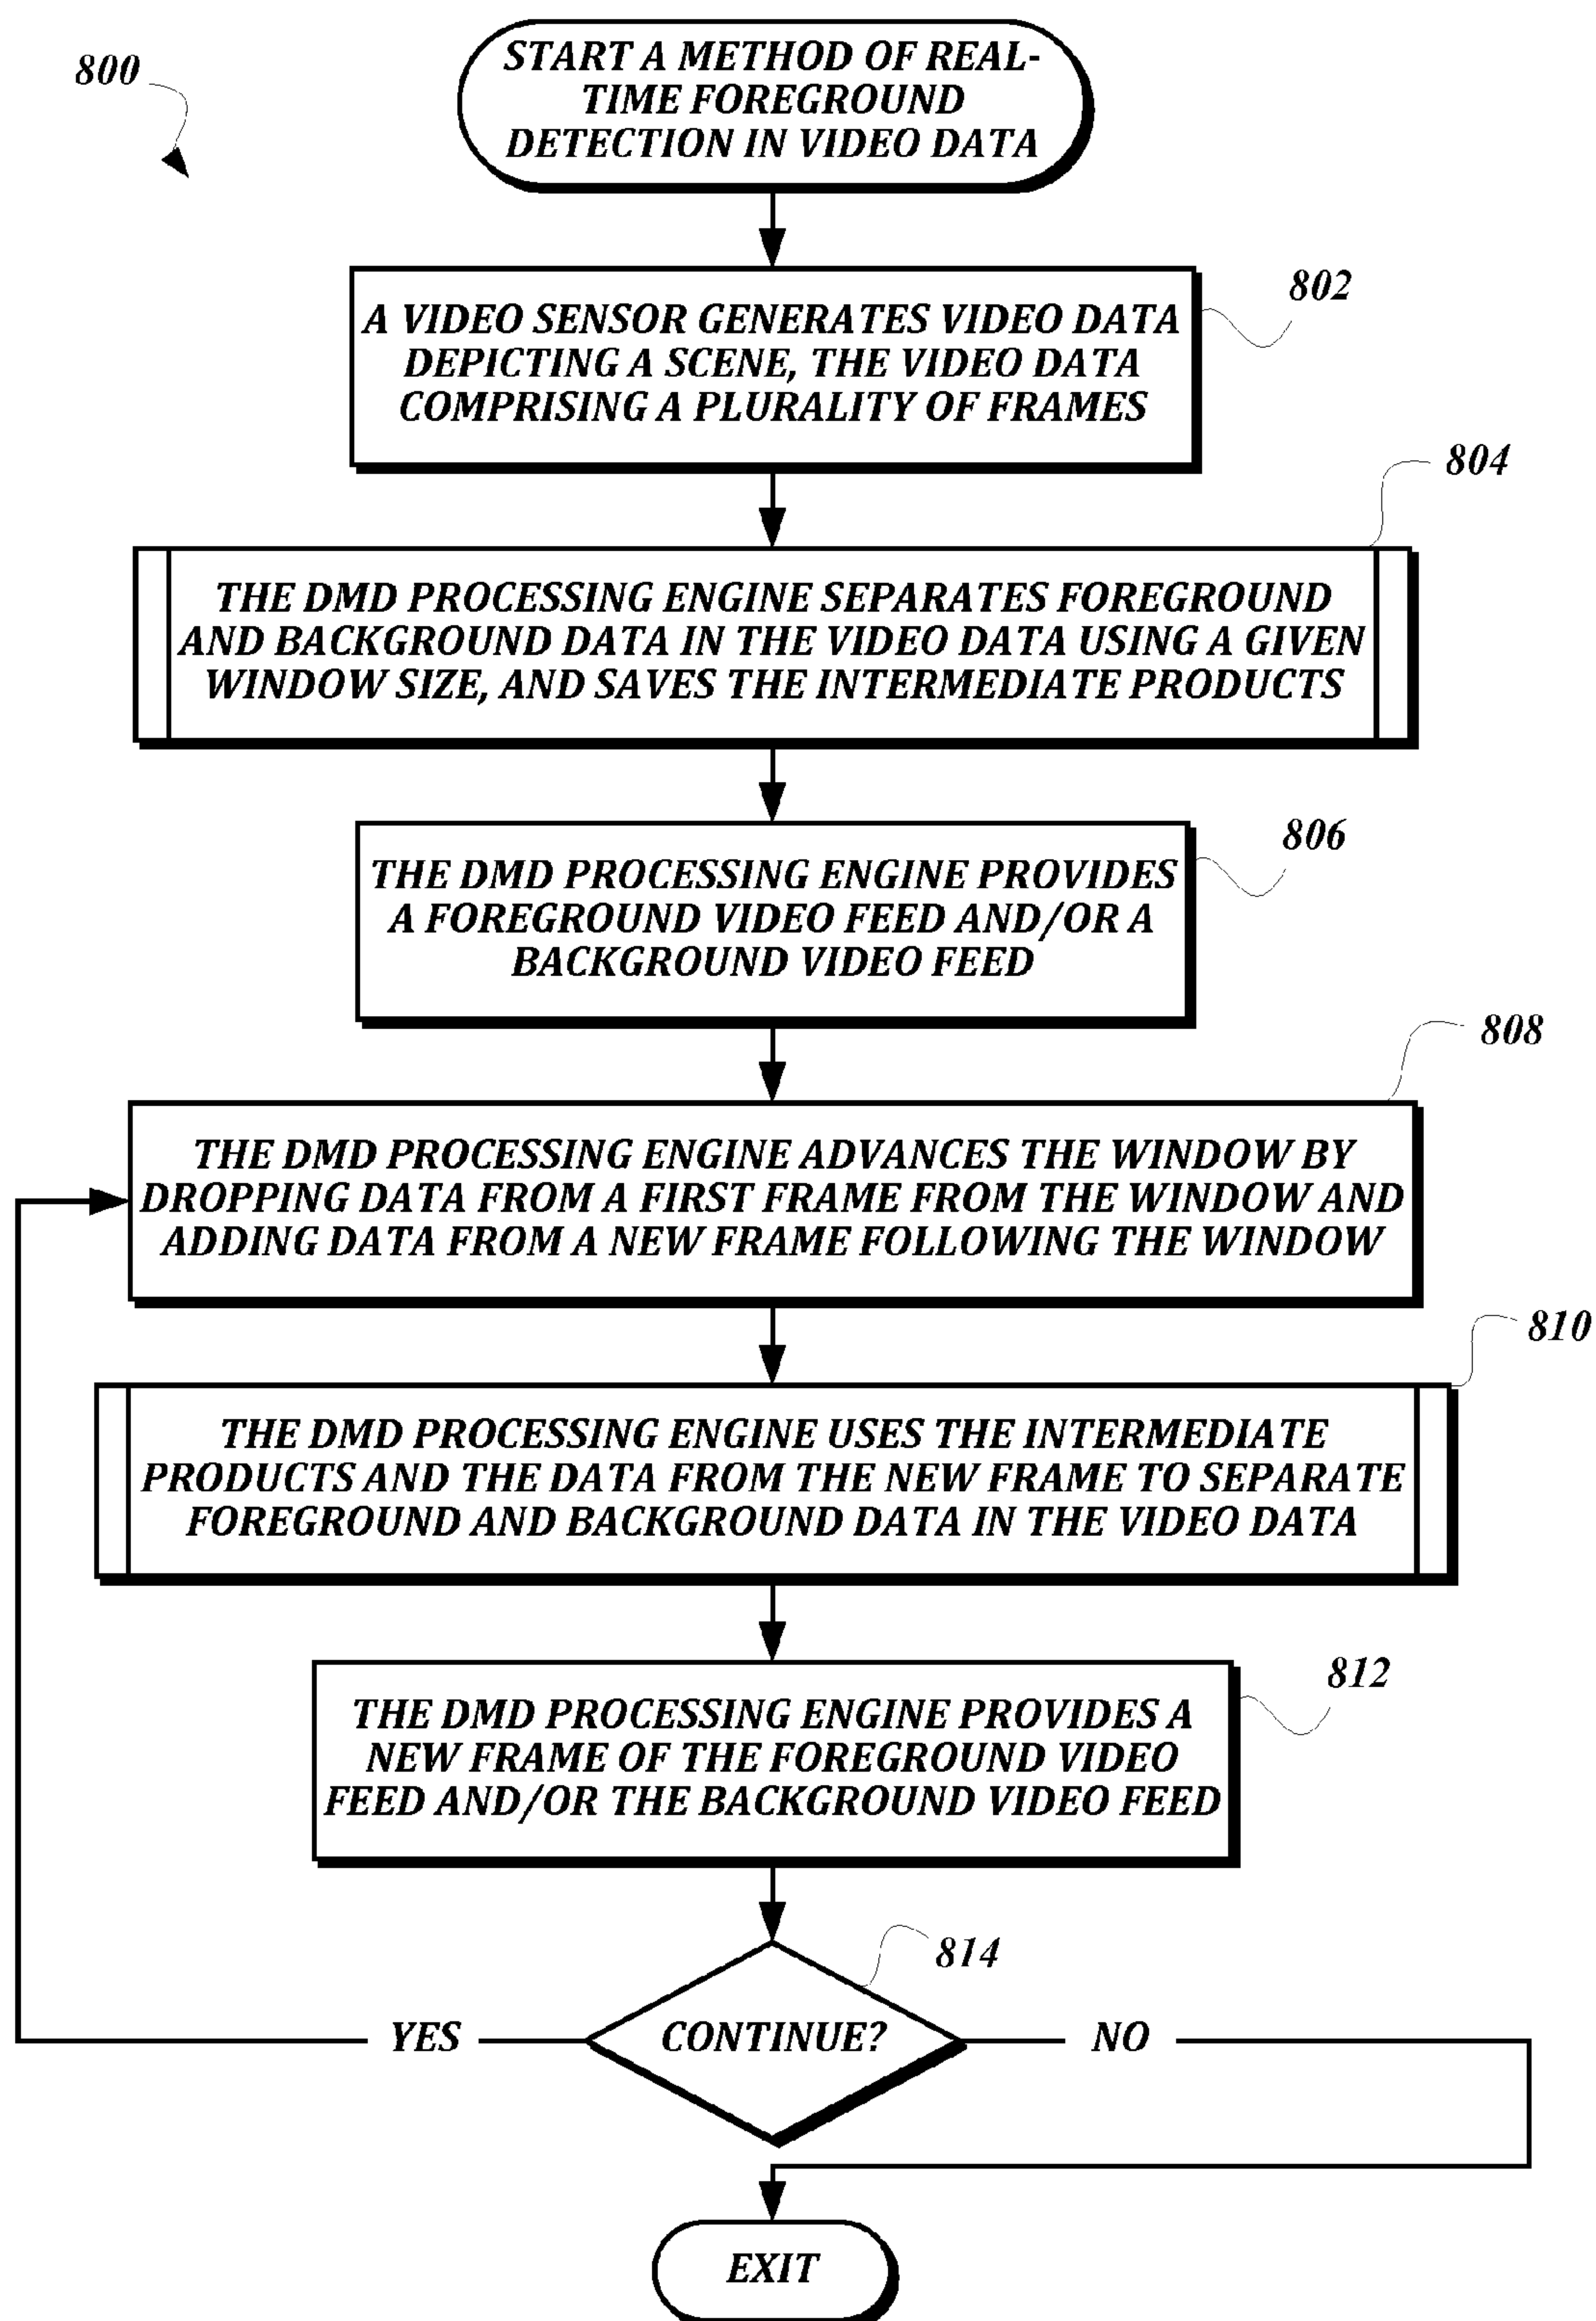 800
START A METHOD OF REAL-
TIME FOREGROUND
DETECTION IN VIDEO DATA
802
A VIDEO SENSOR GENERATES VIDEO DATA
DEPICTING A SCENE, THE VIDEO DATA
COMPRISING A PLURALITY OF FRAMES
804
THE DMD PROCESSING ENGINE SEPARATES FOREGROUND
AND BACKGROUND DATA IN THE VIDEO DATA USING A GIVEN
WINDOW SIZE, AND SAVES THE INTERMEDIATE PRODUCTS
806
THE DMD PROCESSING ENGINE PROVIDES
A FOREGROUND VIDEO FEED AND/OR A
BACKGROUND VIDEO FEED
808
THE DMD PROCESSING ENGINE ADVANCES THE WINDOW BY
DROPPING DATA FROM A FIRST FRAME FROM THE WINDOW AND
ADDING DATA FROM A NEW FRAME FOLLOWING THE WINDOW
810
THE DMD PROCESSING ENGINE USES THE INTERMEDIATE
PRODUCTS AND THE DATA FROM THE NEW FRAME TO SEPARATE
FOREGROUND AND BACKGROUND DATA IN THE VIDEO DATA
812
THE DMD PROCESSING ENGINE PROVIDES A
NEW FRAME OF THE FOREGROUND VIDEO
FEED AND/OR THE BACKGROUND VIDEO FEED
814
YES
CONTINUE?
NO
EXIT